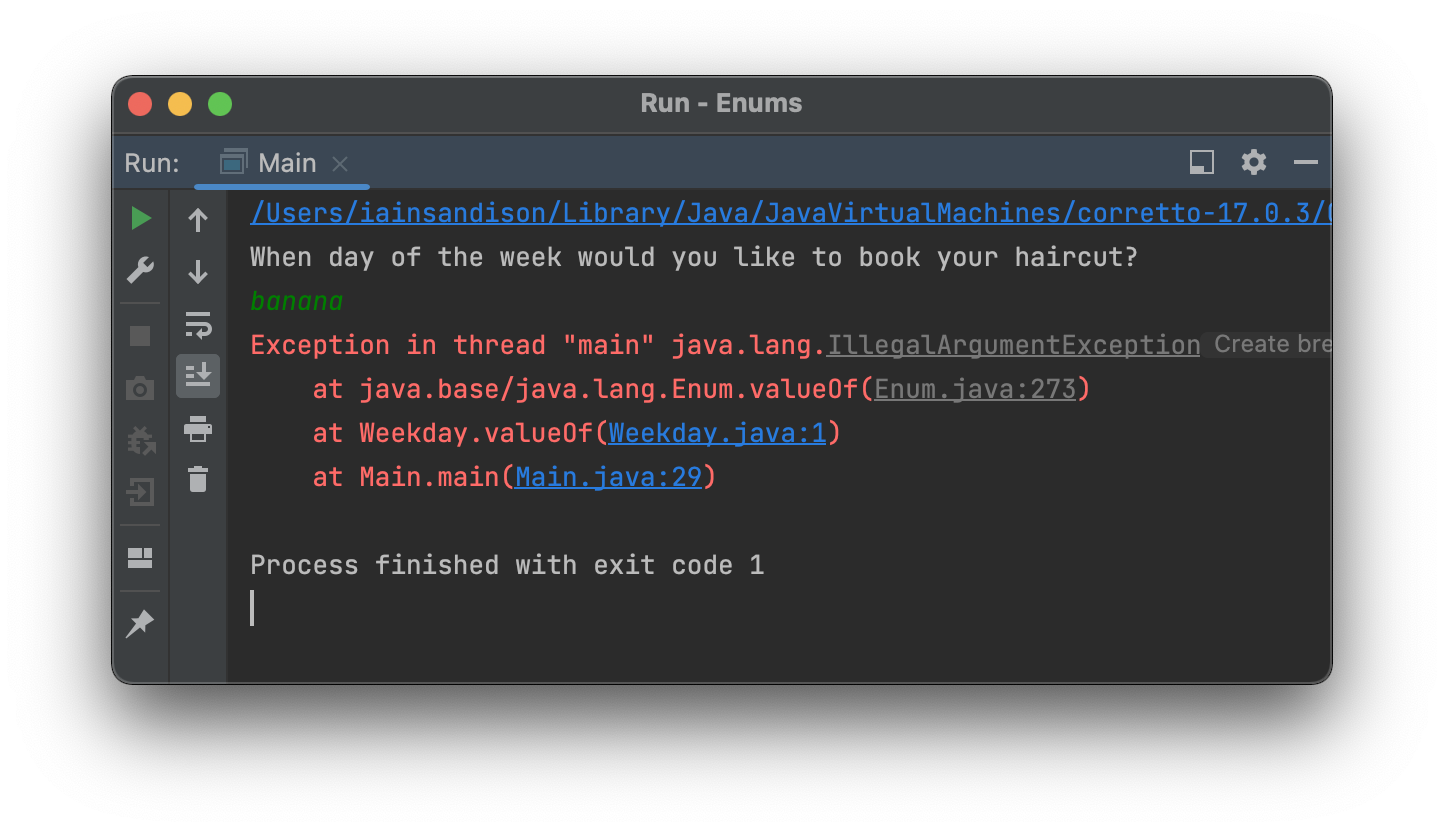 Run - Enums
Run: Main
/Users/iainsandison/Library/Java/JavaVirtualMachines/corretto-17.0.3/
When day of the week would you like to book your haircut?
banana
Exception in thread "main" java.lang.IllegalArgumentException Create bre
at java.base/java.lang.Enum.valueOf(Enum.java:273)
at Weekday.valueOf(Weekday.java:1)
at Main.main(Main.java:29)
Process finished with exit code 1